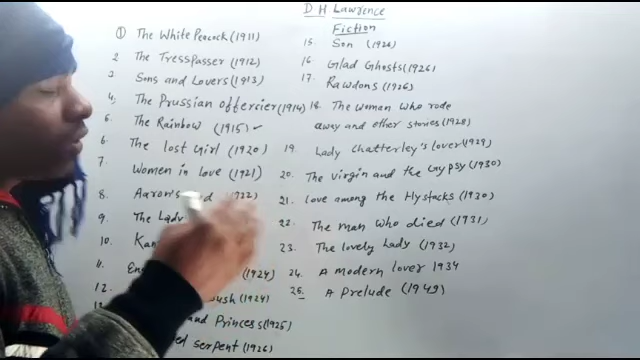 D H Lawrence
Fiction
① The White Peacock (1911)
2 The Tresspasser (1912)
3. Sons and Lovers (1913)
4. The Prussian offercier (1914)
5. The Rainbow (1915) ✓
6. The lost Girl (1920)
7. Women in Love (1921)
8. Aaron's (1922)
9. The Lady
10.
11. (1924)
12. (1924)
and Princess (1925)
serpent (1926)
15. Son (1926)
16. Glad Ghosts (1926)
17. Rawdons (1926)
18. The woman who rode
away and other stories (1928)
19. Lady Chatterley's lover (1929)
20. The virgin and the Gypsy (1930)
21. Love among the Hystacks (1930)
22. The man who died (1931)
23. The lovely Lady (1932)
24. A modern lover 1934
25. A Prelude (1949)